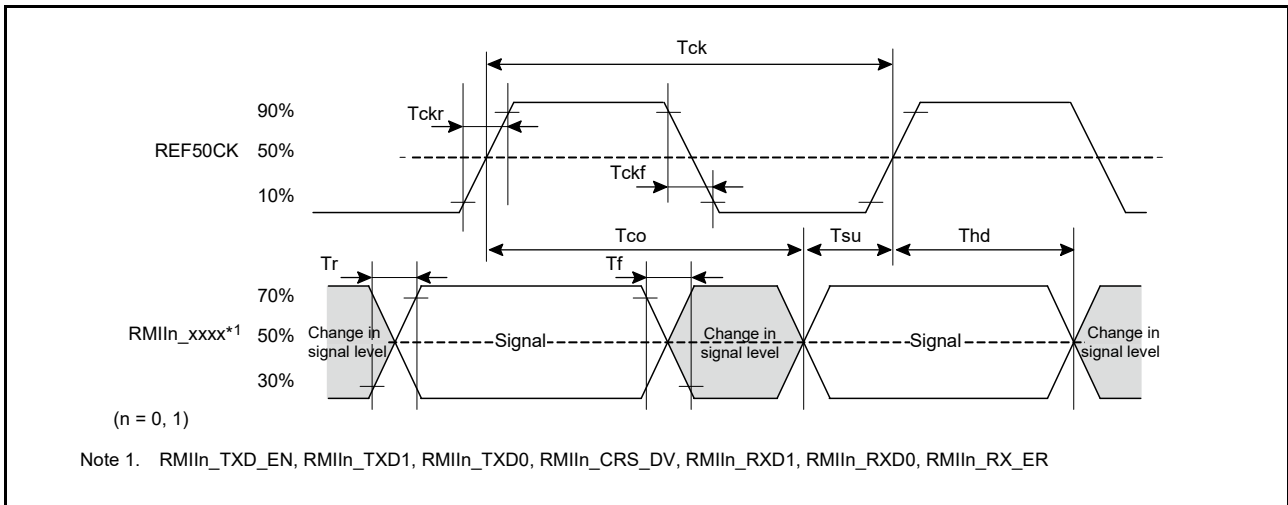 Tck
90%
Tckr
REF50CK 50%
Tckf
10%
Tco Tsu Thd
Tr Tf
70%
RMIIn_xxxx*1 50% Change in signal level Signal Change in signal level Signal Change in signal level
30%
(n = 0, 1)
Note 1. RMIIn_TXD_EN, RMIIn_TXD1, RMIIn_TXD0, RMIIn_CRS_DV, RMIIn_RXD1, RMIIn_RXD0, RMIIn_RX_ER